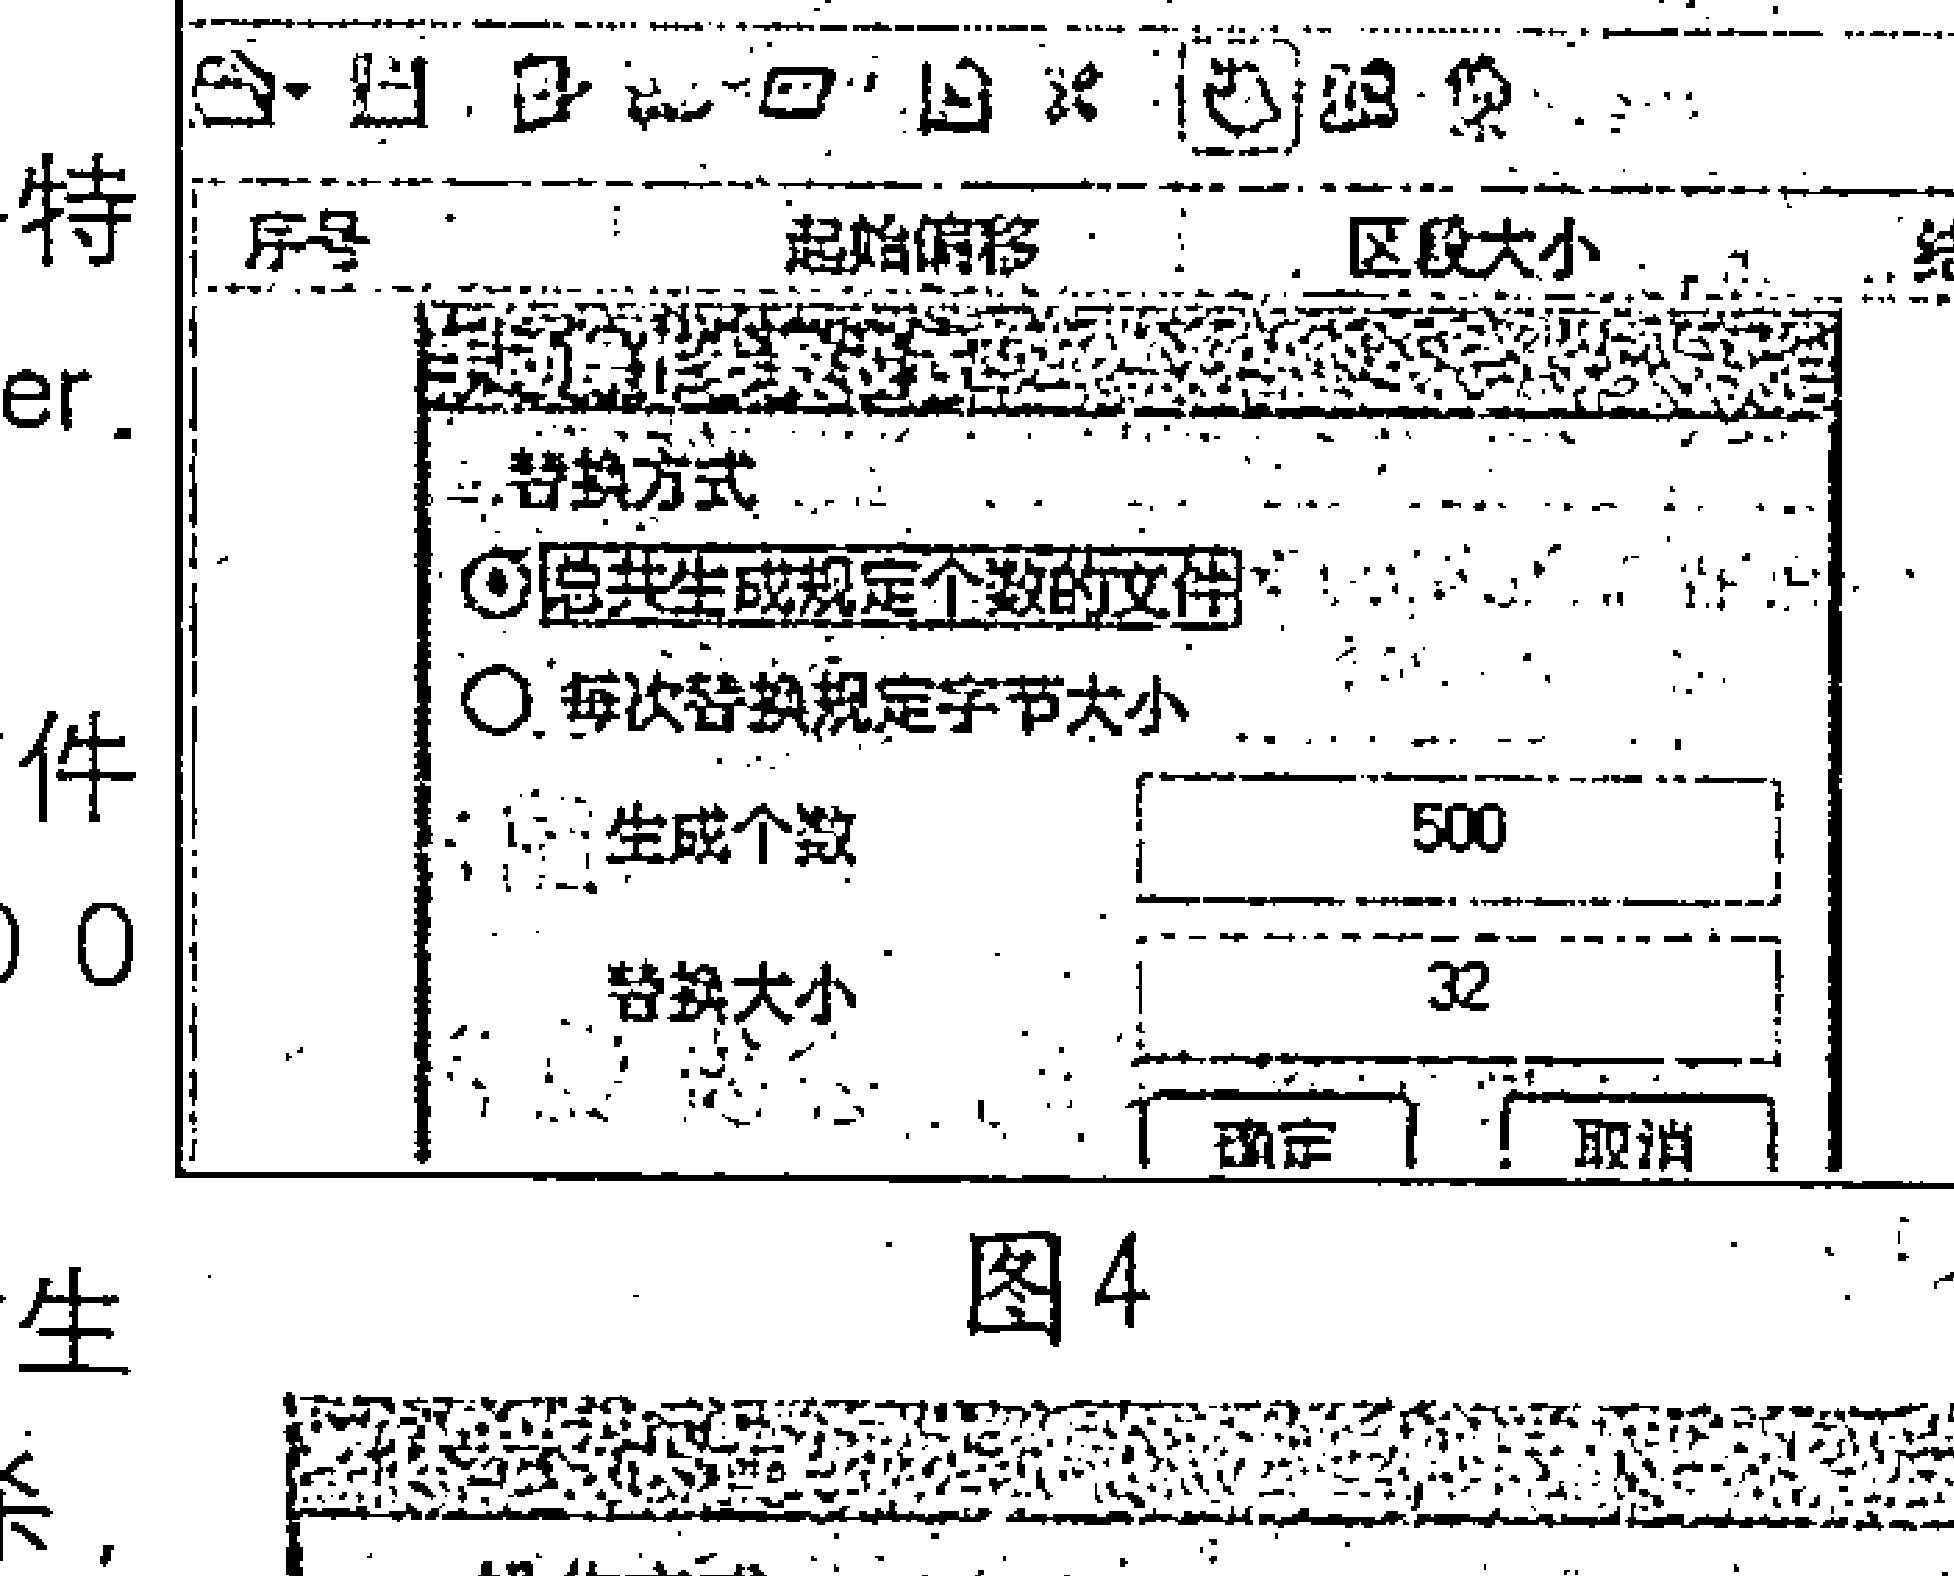 特
er.
件
0
生
序号 起始偏移 区段大小
替换方式
总共生成规定个数的文件
每次替换规定字节大小
生成个数 500
替换大小 32
确定 取消
图4